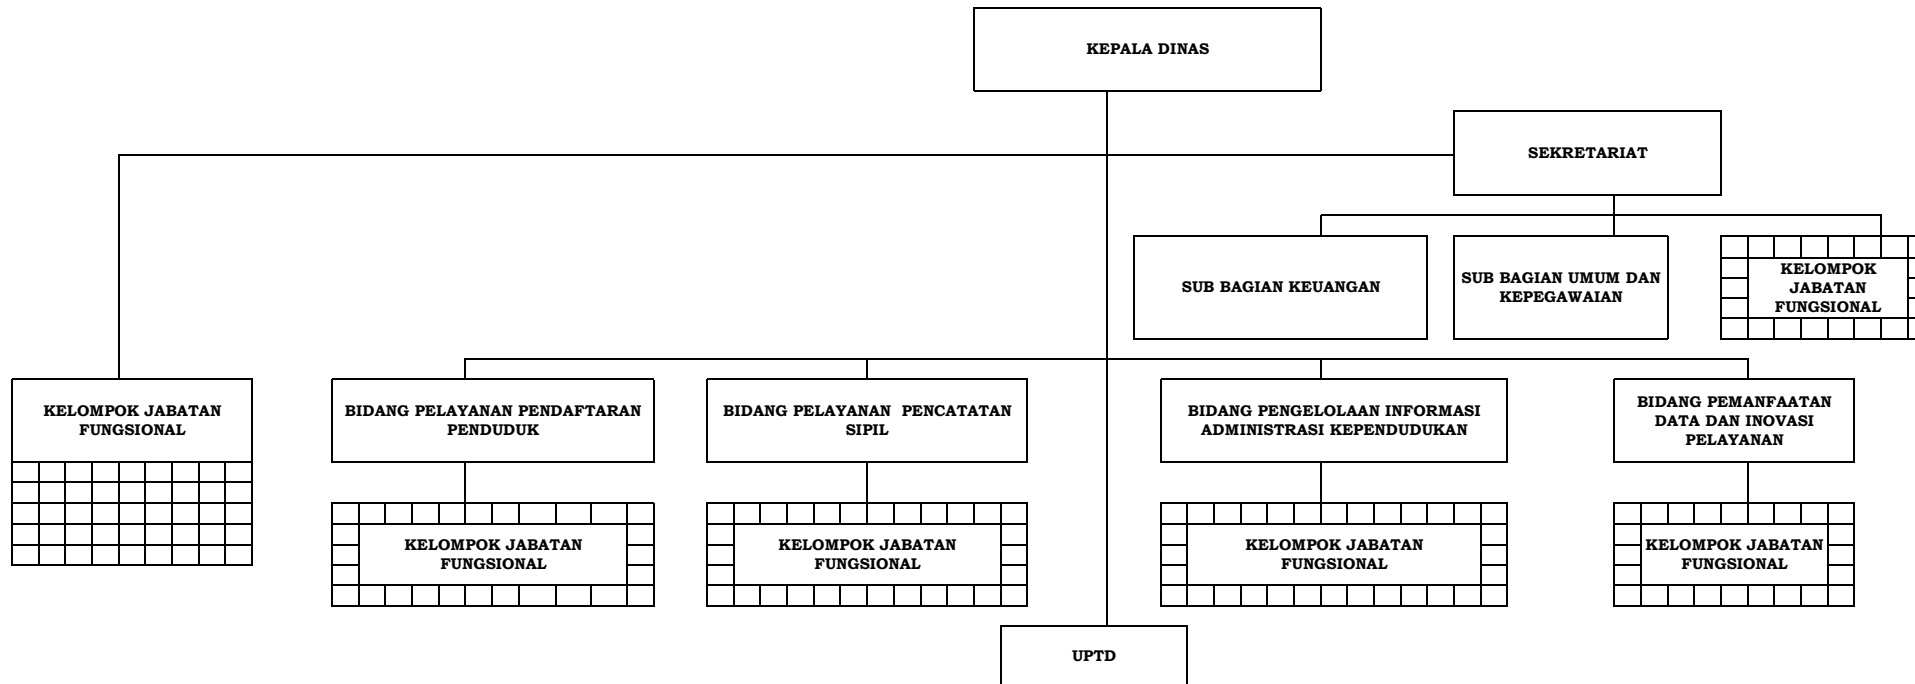 KEPALA DINAS
SEKRETARIAT
SUB BAGIAN KEUANGAN
SUB BAGIAN UMUM DAN
KEPEGAWAIAN
KELOMPOK
JABATAN
FUNGSIONAL
KELOMPOK JABATAN
FUNGSIONAL
BIDANG PELAYANAN PENDAFTARAN
PENDUDUK
BIDANG PELAYANAN  PENCATATAN
SIPIL
BIDANG PENGELOLAAN INFORMASI
ADMINISTRASI KEPENDUDUKAN
BIDANG PEMANFAATAN
DATA DAN INOVASI
PELAYANAN
KELOMPOK JABATAN
FUNGSIONAL
KELOMPOK JABATAN
FUNGSIONAL
KELOMPOK JABATAN
FUNGSIONAL
KELOMPOK JABATAN
FUNGSIONAL
UPTD